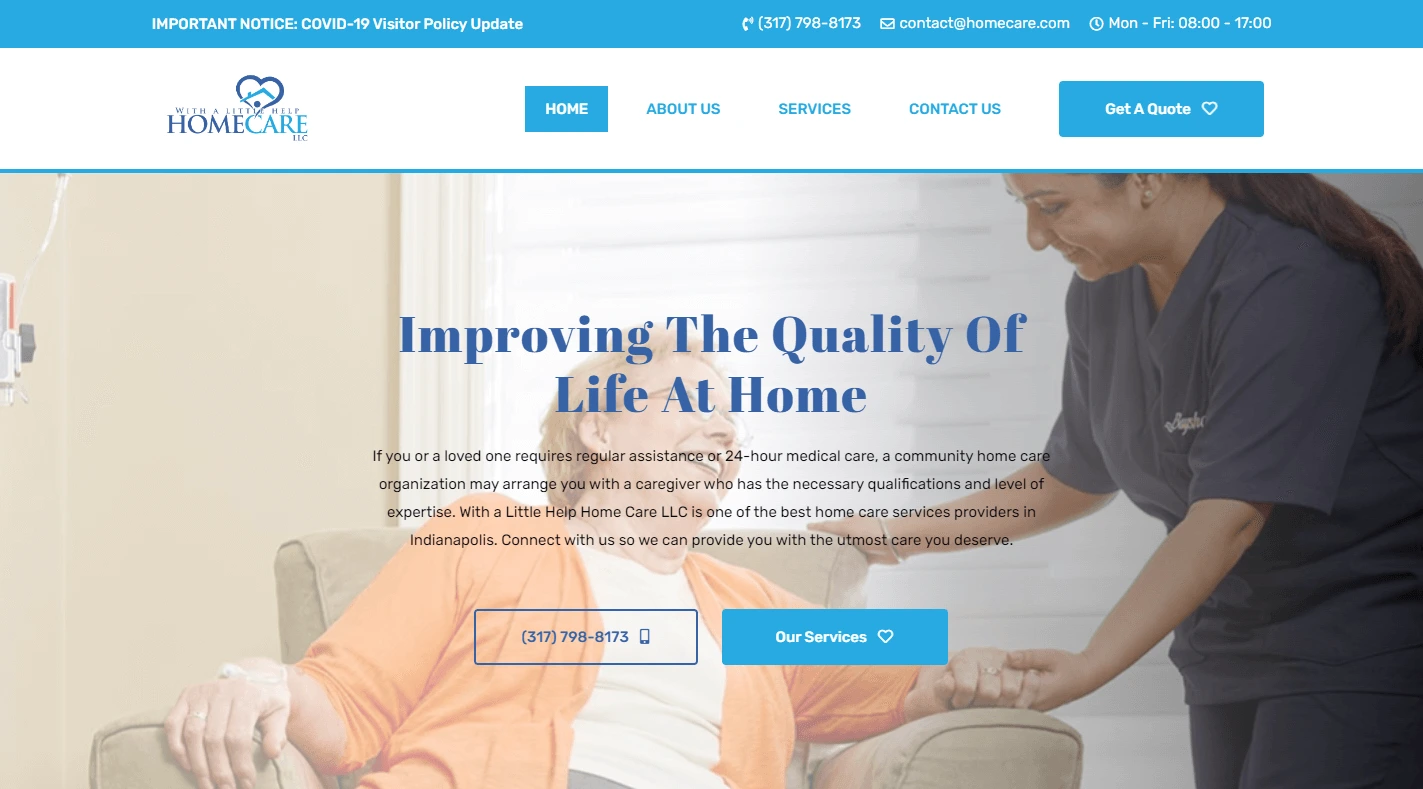 IMPORTANT NOTICE: COVID-19 Visitor Policy Update
(317) 798-8173
contact@homecare.com
Mon - Fri: 08:00 - 17:00
WITH A LITTLE HELP
HOMECARE
LLC
HOME
ABOUT US
SERVICES
CONTACT US
Get A Quote
Improving The Quality Of
Life At Home
If you or a loved one requires regular assistance or 24-hour medical care, a community home care
organization may arrange you with a caregiver who has the necessary qualifications and level of
expertise. With a Little Help Home Care LLC is one of the best home care services providers in
Indianapolis. Connect with us so we can provide you with the utmost care you deserve.
(317) 798-8173
Our Services